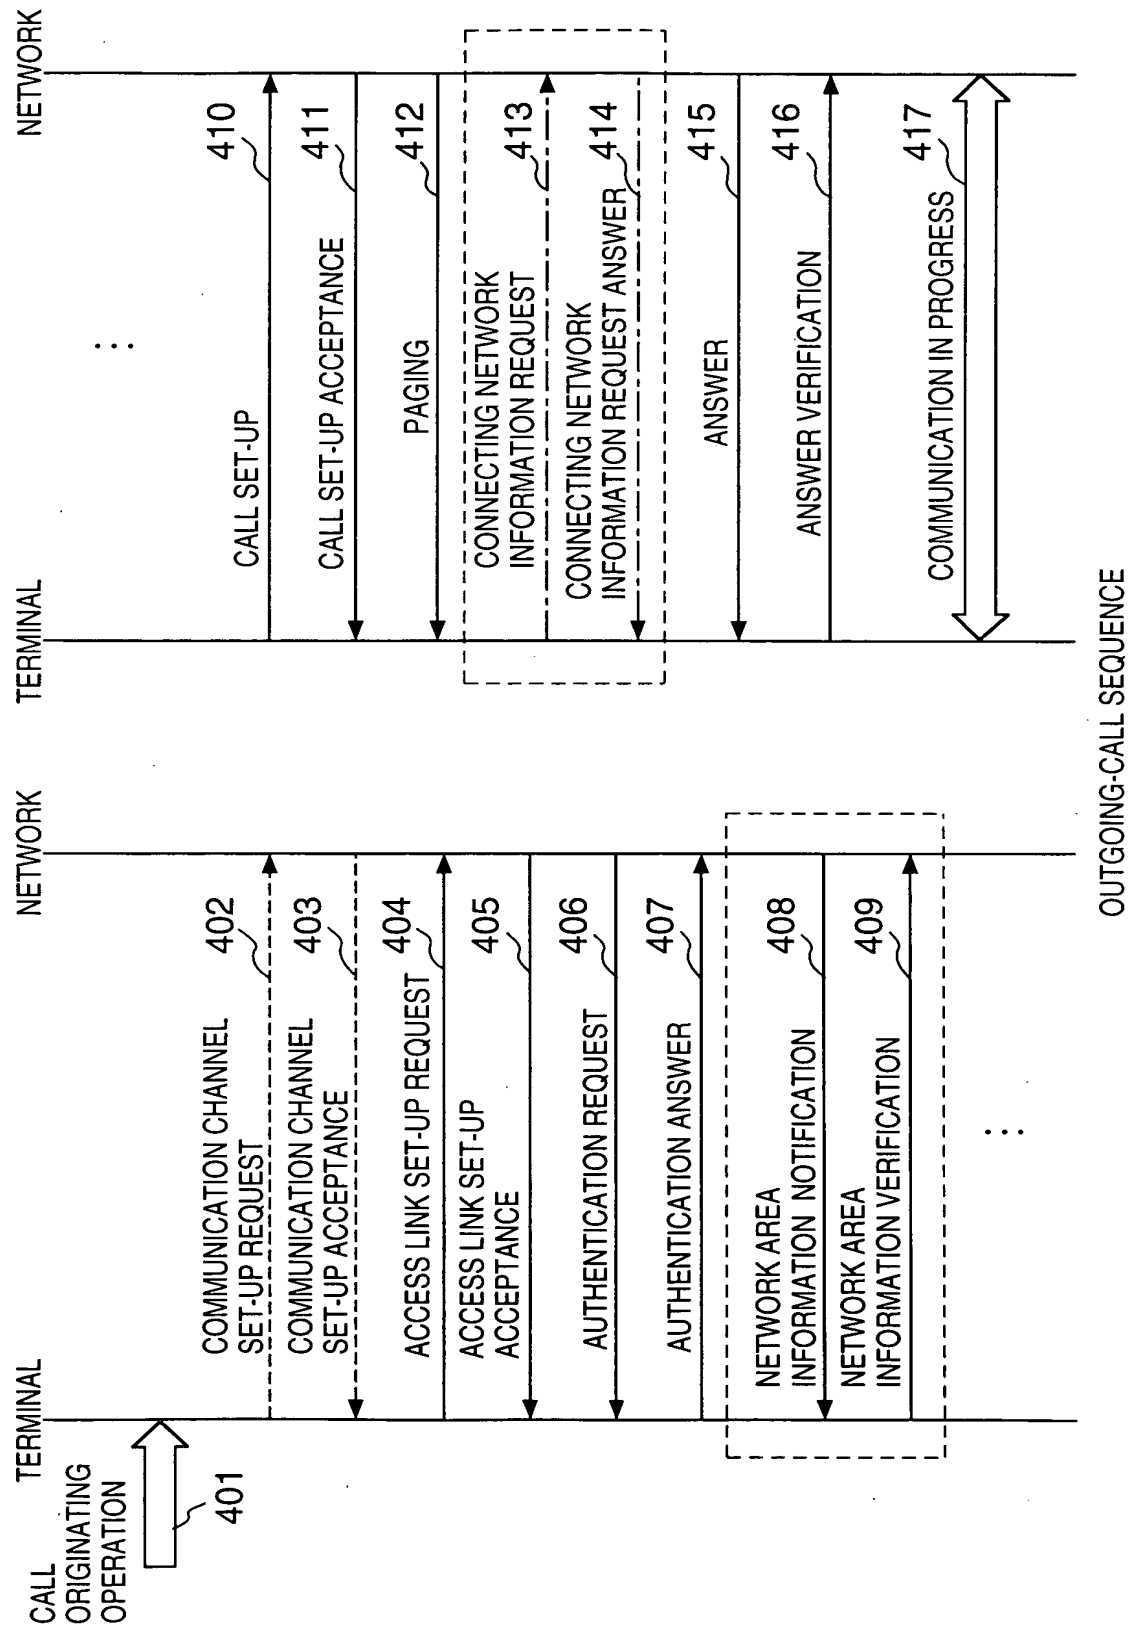 CALL
ORIGINATING
OPERATION
401
TERMINAL
NETWORK
COMMUNICATION CHANNEL
SET-UP REQUEST
402
COMMUNICATION CHANNEL
SET-UP ACCEPTANCE
403
ACCESS LINK SET-UP REQUEST
404
ACCESS LINK SET-UP
ACCEPTANCE
405
AUTHENTICATION REQUEST
406
AUTHENTICATION ANSWER
407
NETWORK AREA
INFORMATION NOTIFICATION
408
NETWORK AREA
INFORMATION VERIFICATION
409
...
TERMINAL
NETWORK
...
CALL SET-UP
410
CALL SET-UP ACCEPTANCE
411
PAGING
412
CONNECTING NETWORK
INFORMATION REQUEST
413
CONNECTING NETWORK
INFORMATION REQUEST ANSWER
414
ANSWER
415
ANSWER VERIFICATION
416
COMMUNICATION IN PROGRESS
417
OUTGOING-CALL SEQUENCE